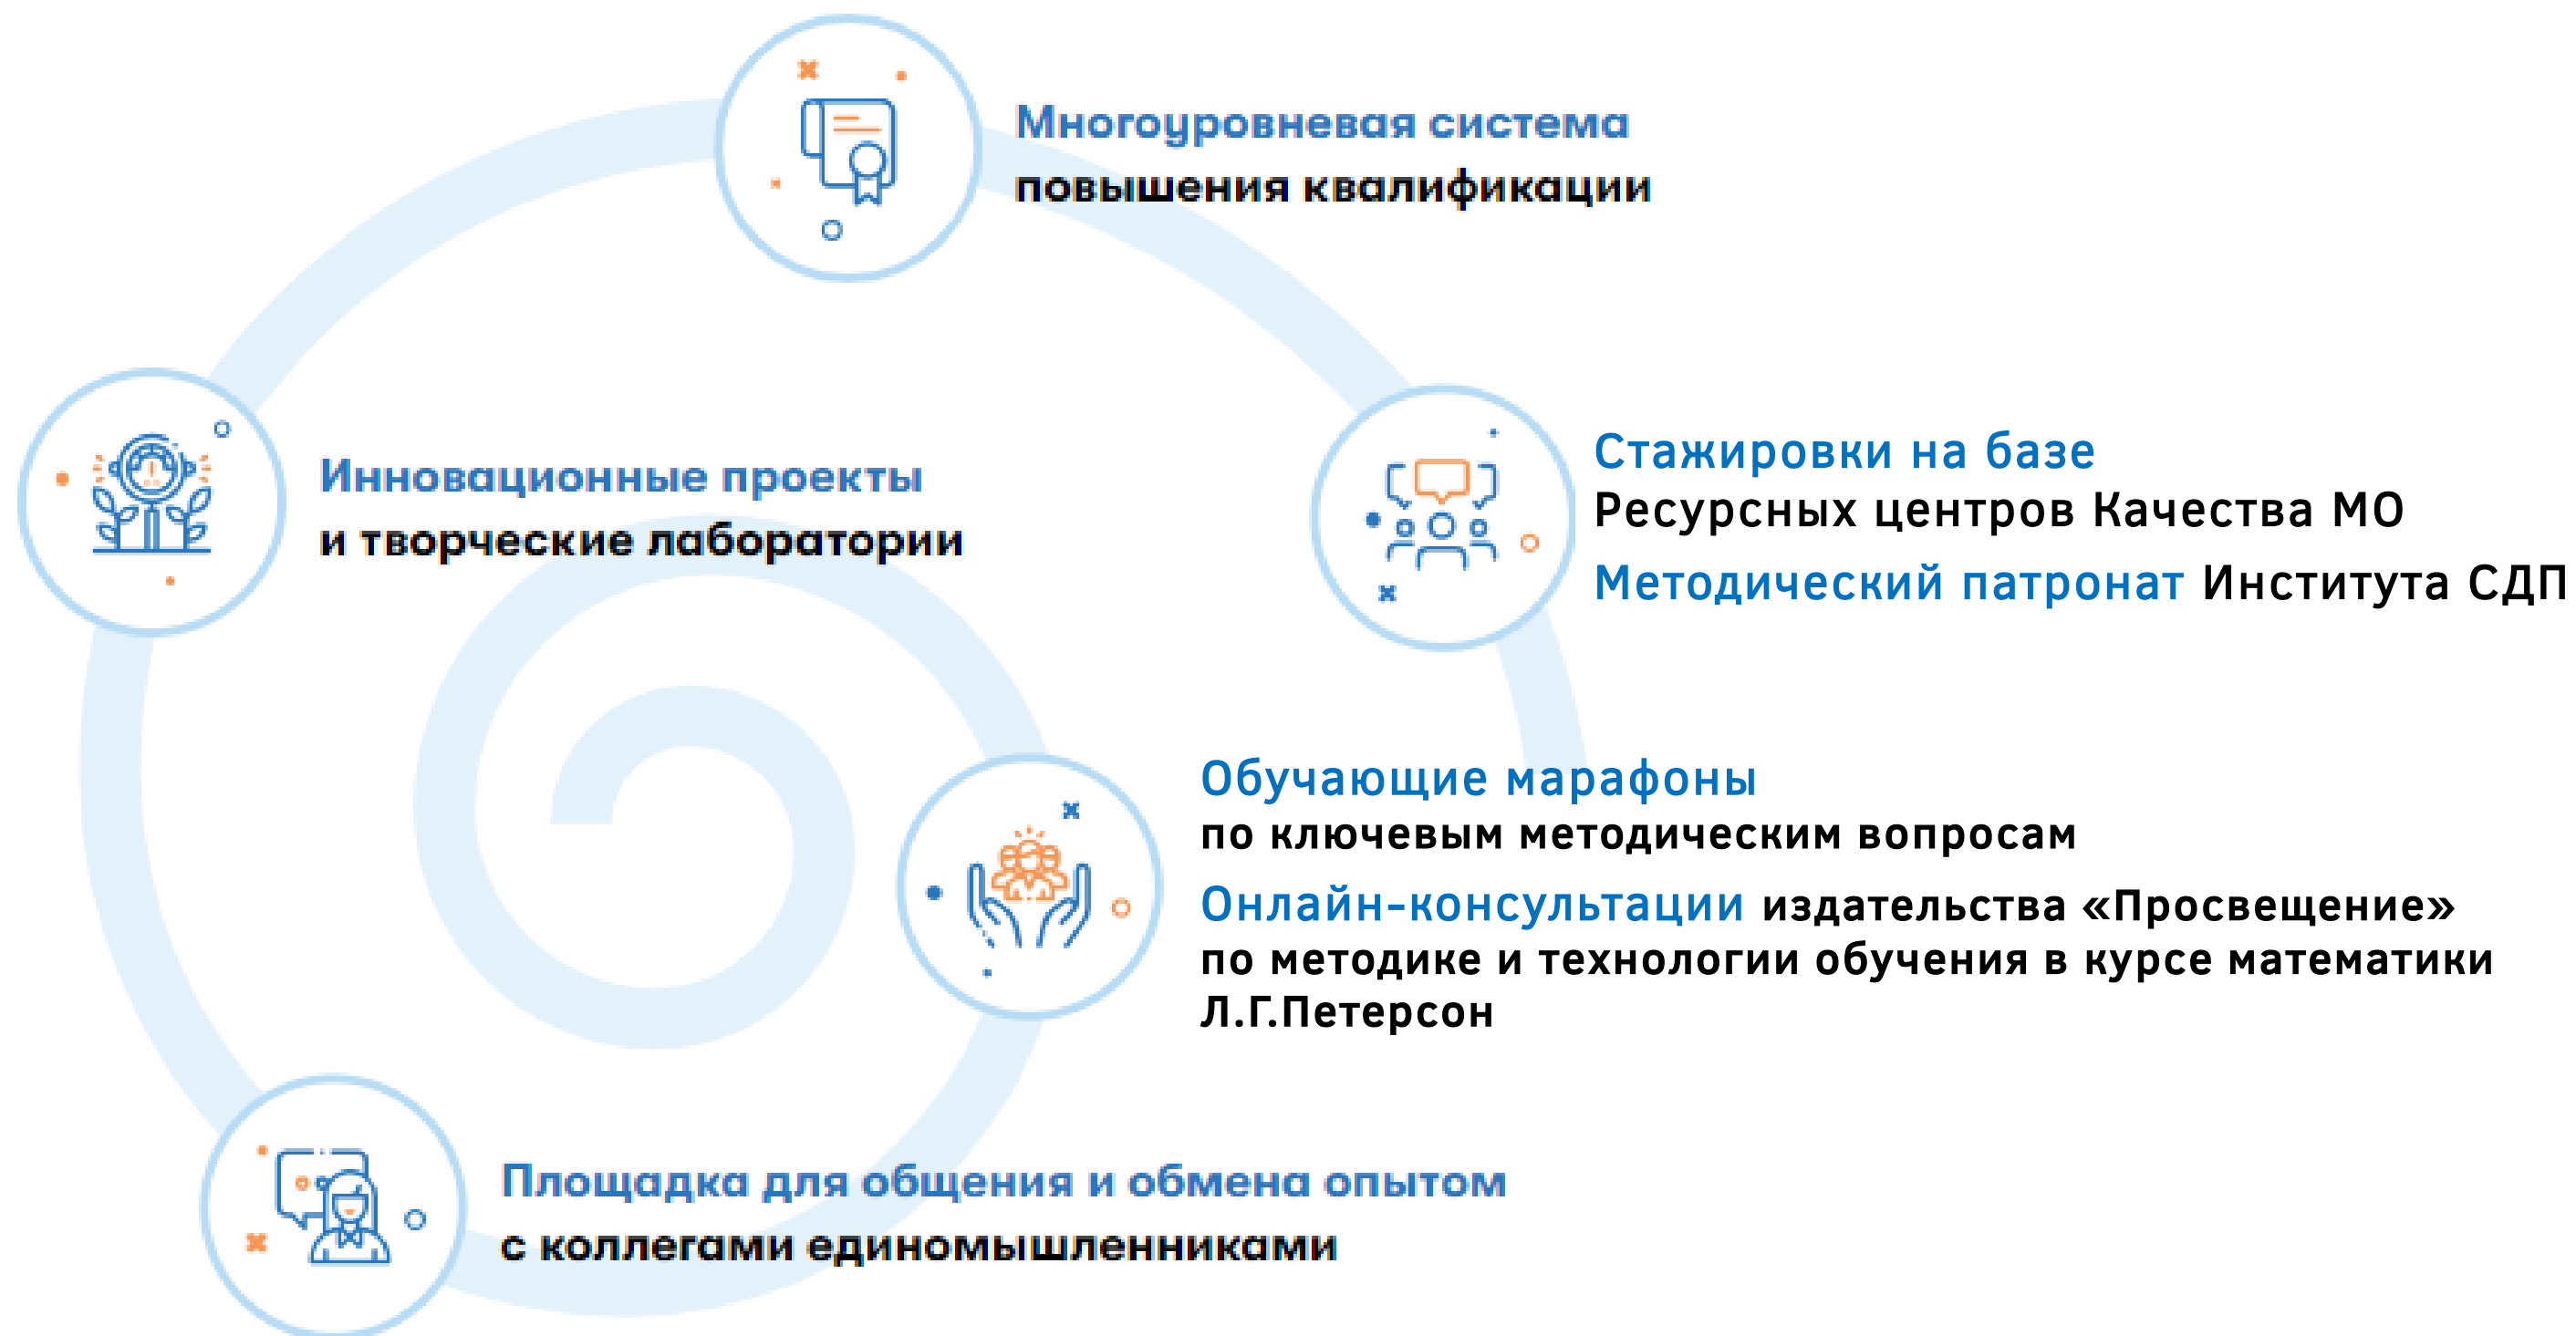 Многоуровневая система
повышения квалификации
Инновационные проекты
и творческие лаборатории
Стажировки на базе
Ресурсных центров Качества МО
Методический патронат Института СДП
Обучающие марафоны
по ключевым методическим вопросам
Онлайн-консультации издательства «Просвещение»
по методике и технологии обучения в курсе математики
Л.Г.Петерсон
Площадка для общения и обмена опытом
с коллегами единомышленниками